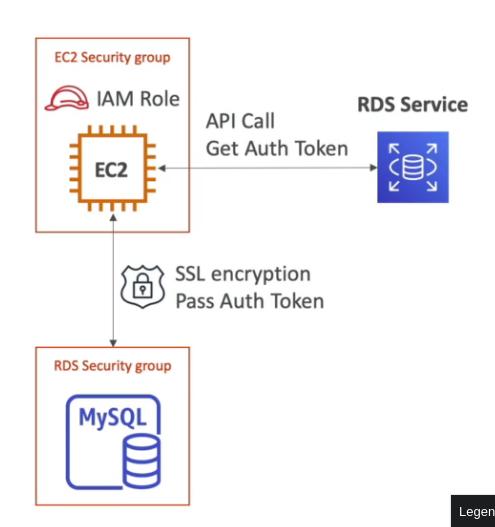 EC2 Security group
IAM Role
EC2
API Call
Get Auth Token
RDS Service
SSL encryption
Pass Auth Token
RDS Security group
MySQL
Legen